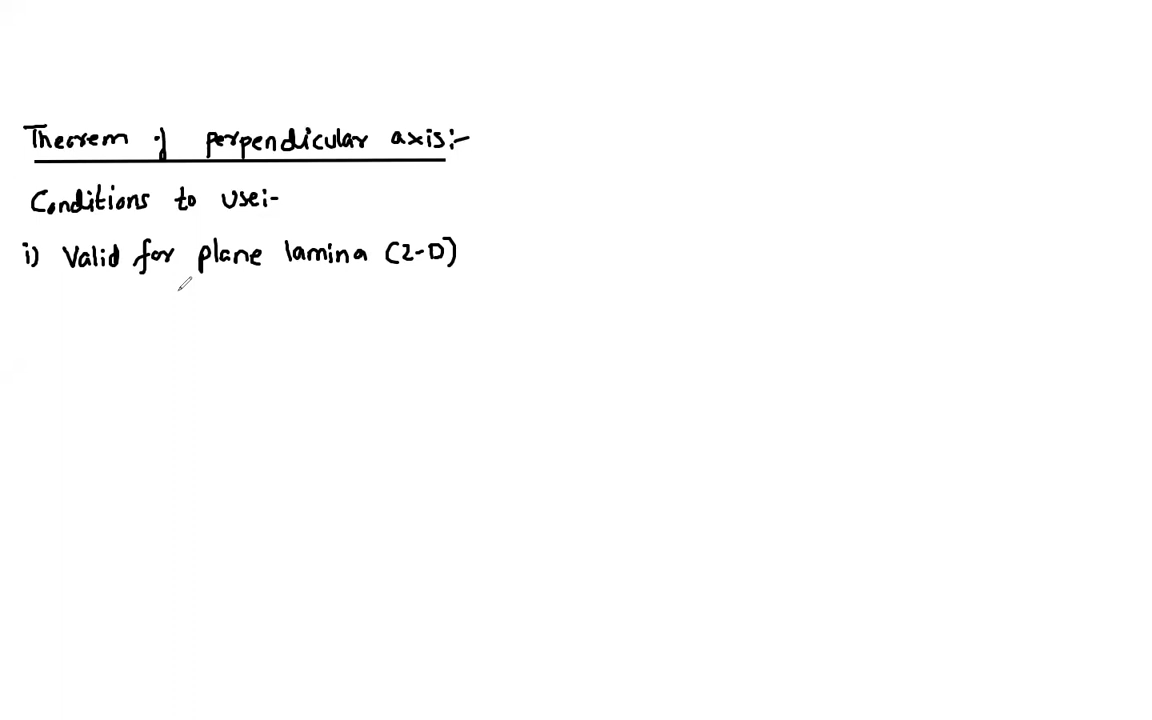 Theorem of perpendicular axis:-
Conditions to use:-
i) Valid for plane lamina (2-D)